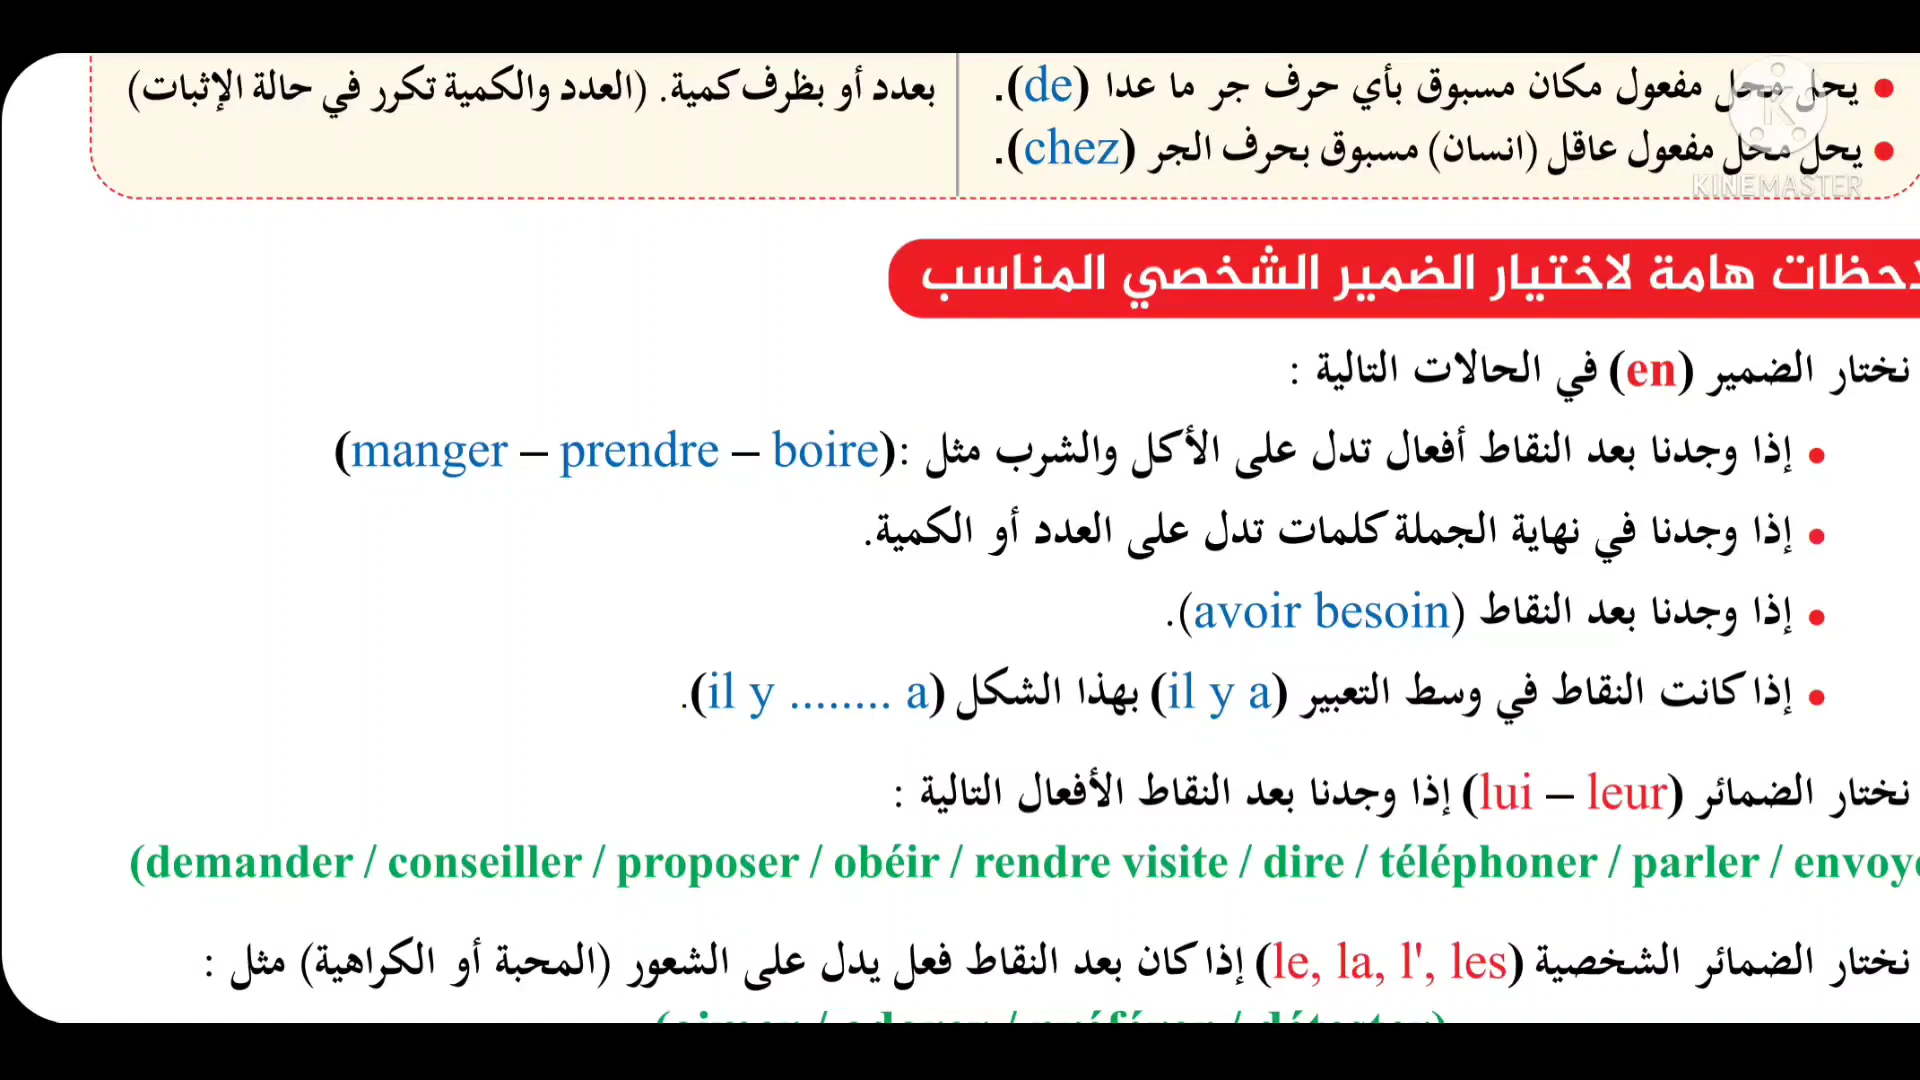 • يحل محل مفعول مكان مسبوق بأي حرف جر ما عدا (de).
• يحل محل مفعول عاقل (انسان) مسبوق بحرف الجر (chez).
بعدد أو بظرف كمية. (العدد والكمية تكرر في حالة الإثبات)
KINEMASTER
هامة لاختيار الضمير الشخصي المناسب
نختار الضمير (en) في الحالات التالية :
• إذا وجدنا بعد النقاط أفعال تدل على الأكل والشرب مثل :(manger – prendre – boire)
• إذا وجدنا في نهاية الجملة كلمات تدل على العدد أو الكمية.
• إذا وجدنا بعد النقاط (avoir besoin).
• إذا كانت النقاط في وسط التعبير (il y a) بهذا الشكل (il y ........ a).
نختار الضمائر (lui – leur) إذا وجدنا بعد النقاط الأفعال التالية :
(demander / conseiller / proposer / obéir / rendre visite / dire / téléphoner / parler /
نختار الضمائر الشخصية (le, la, l', les) إذا كان بعد النقاط فعل يدل على الشعور (المحبة أو الكراهية) مثل :